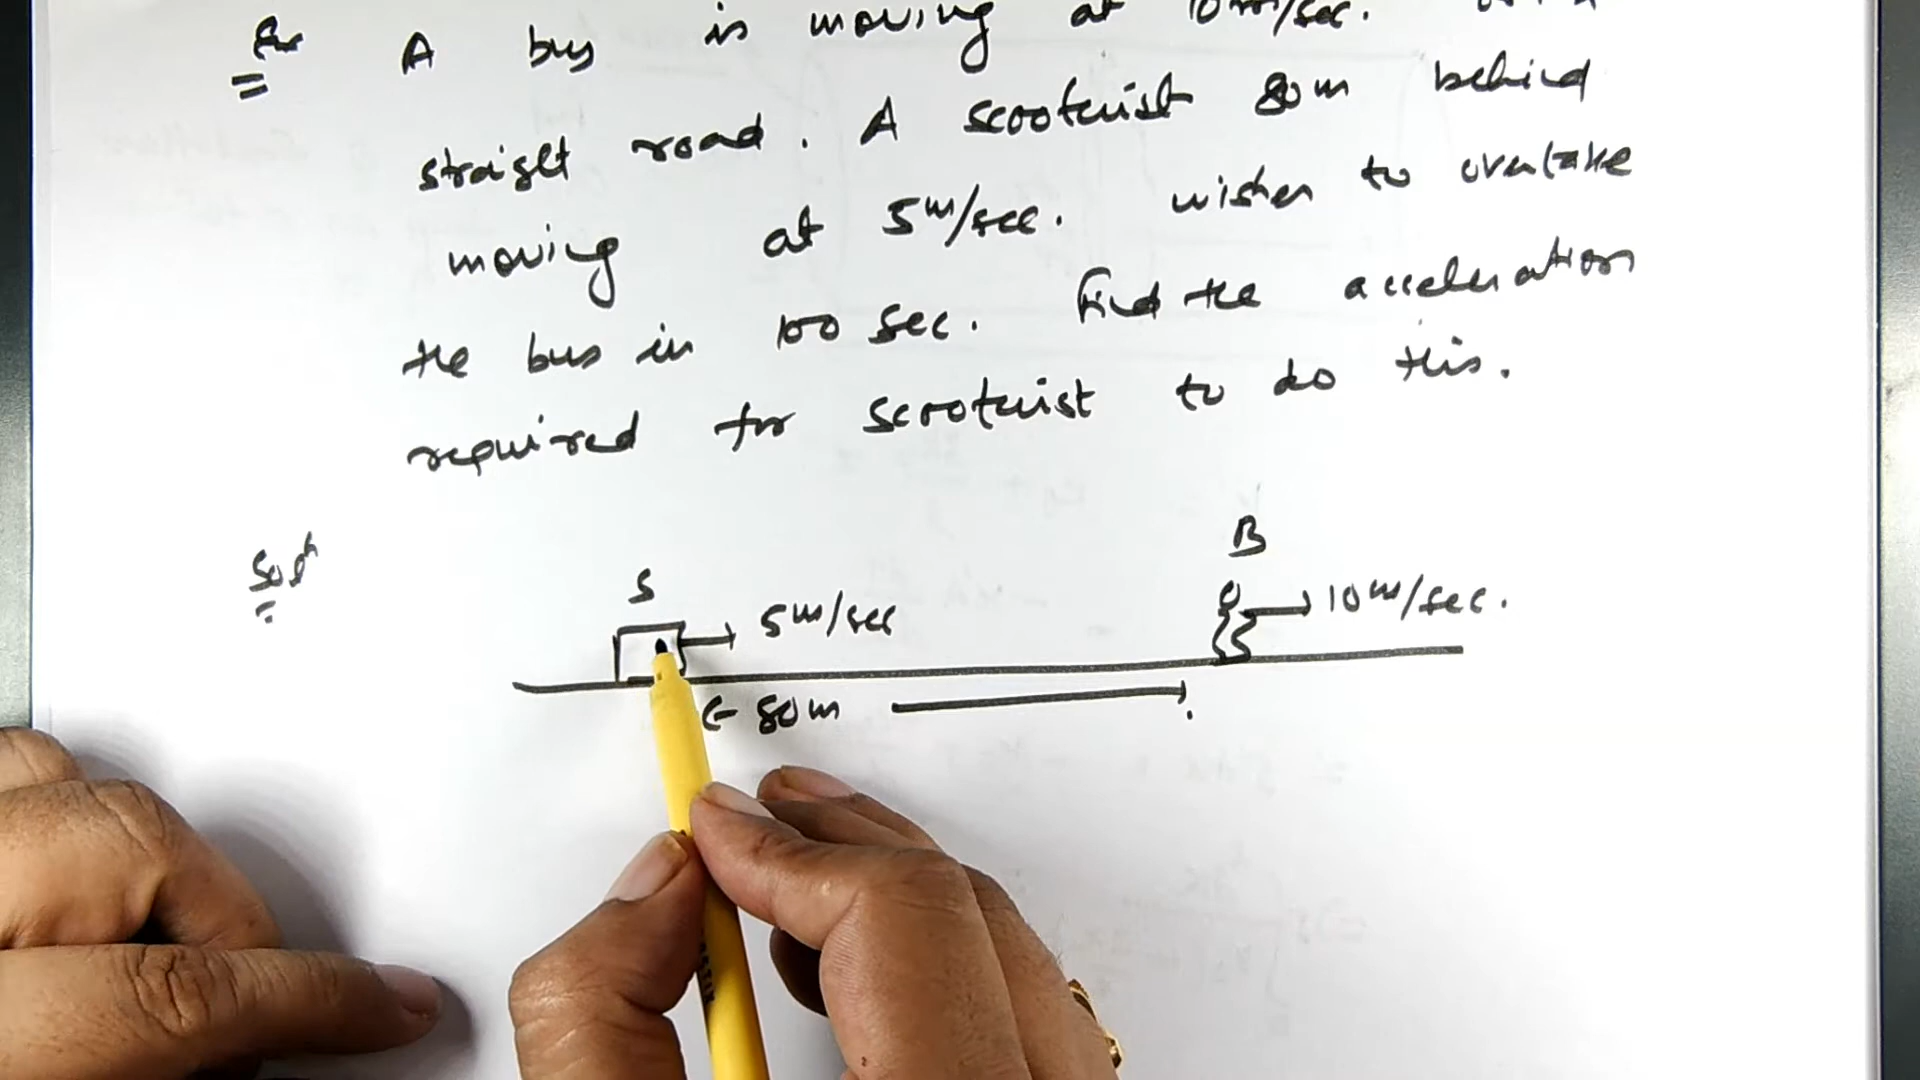 A bus is moving at 10m/sec.
straight road. A scooterist 80m behind
moving at 5m/sec. wishes to overtake
the bus in 100 sec. Find the acceleration
required for scooterist to do this.
Solⁿ
B
S
5m/sec
10m/sec.
← 80m